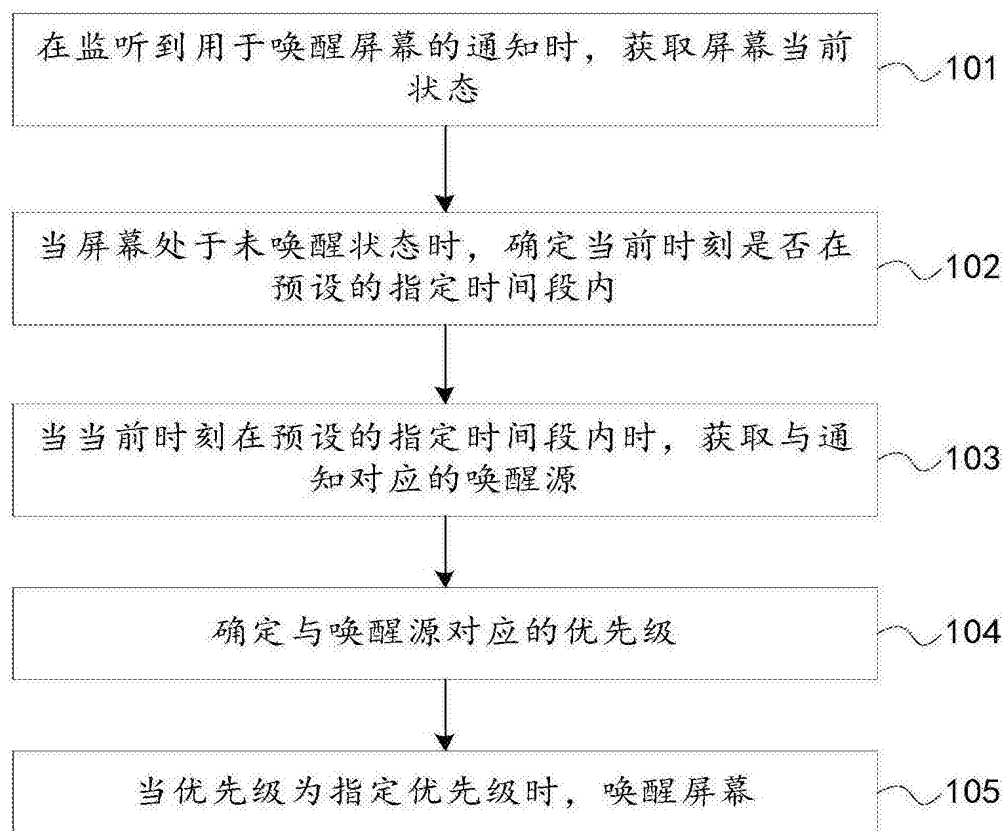 在监听到用于唤醒屏幕的通知时，获取屏幕当前
状态
101
当屏幕处于未唤醒状态时，确定当前时刻是否在
预设的指定时间段内
102
当当前时刻在预设的指定时间段内时，获取与通
知对应的唤醒源
103
确定与唤醒源对应的优先级
104
当优先级为指定优先级时，唤醒屏幕
105